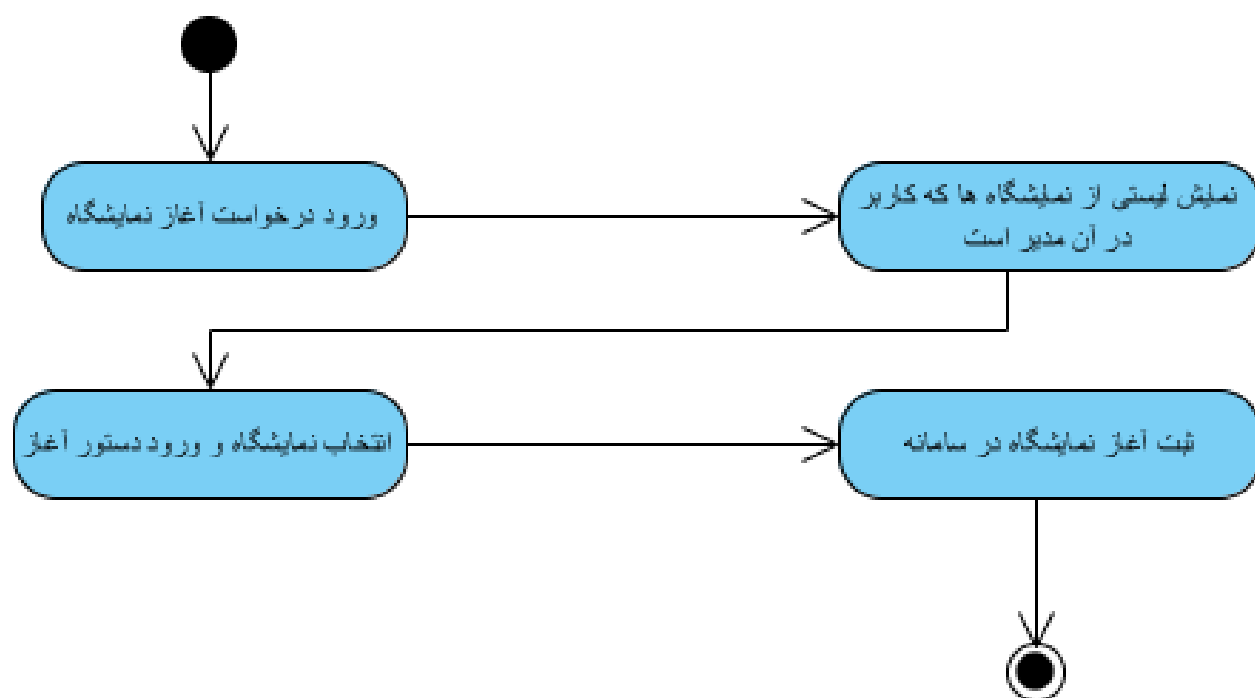 ورود درخواست آغاز نمایشگاه
نمایش لیستی از نمایشگاه ها که کاربر
در آن مدیر است
انتخاب نمایشگاه و ورود دستور آغاز
ثبت آغاز نمایشگاه در سامانه